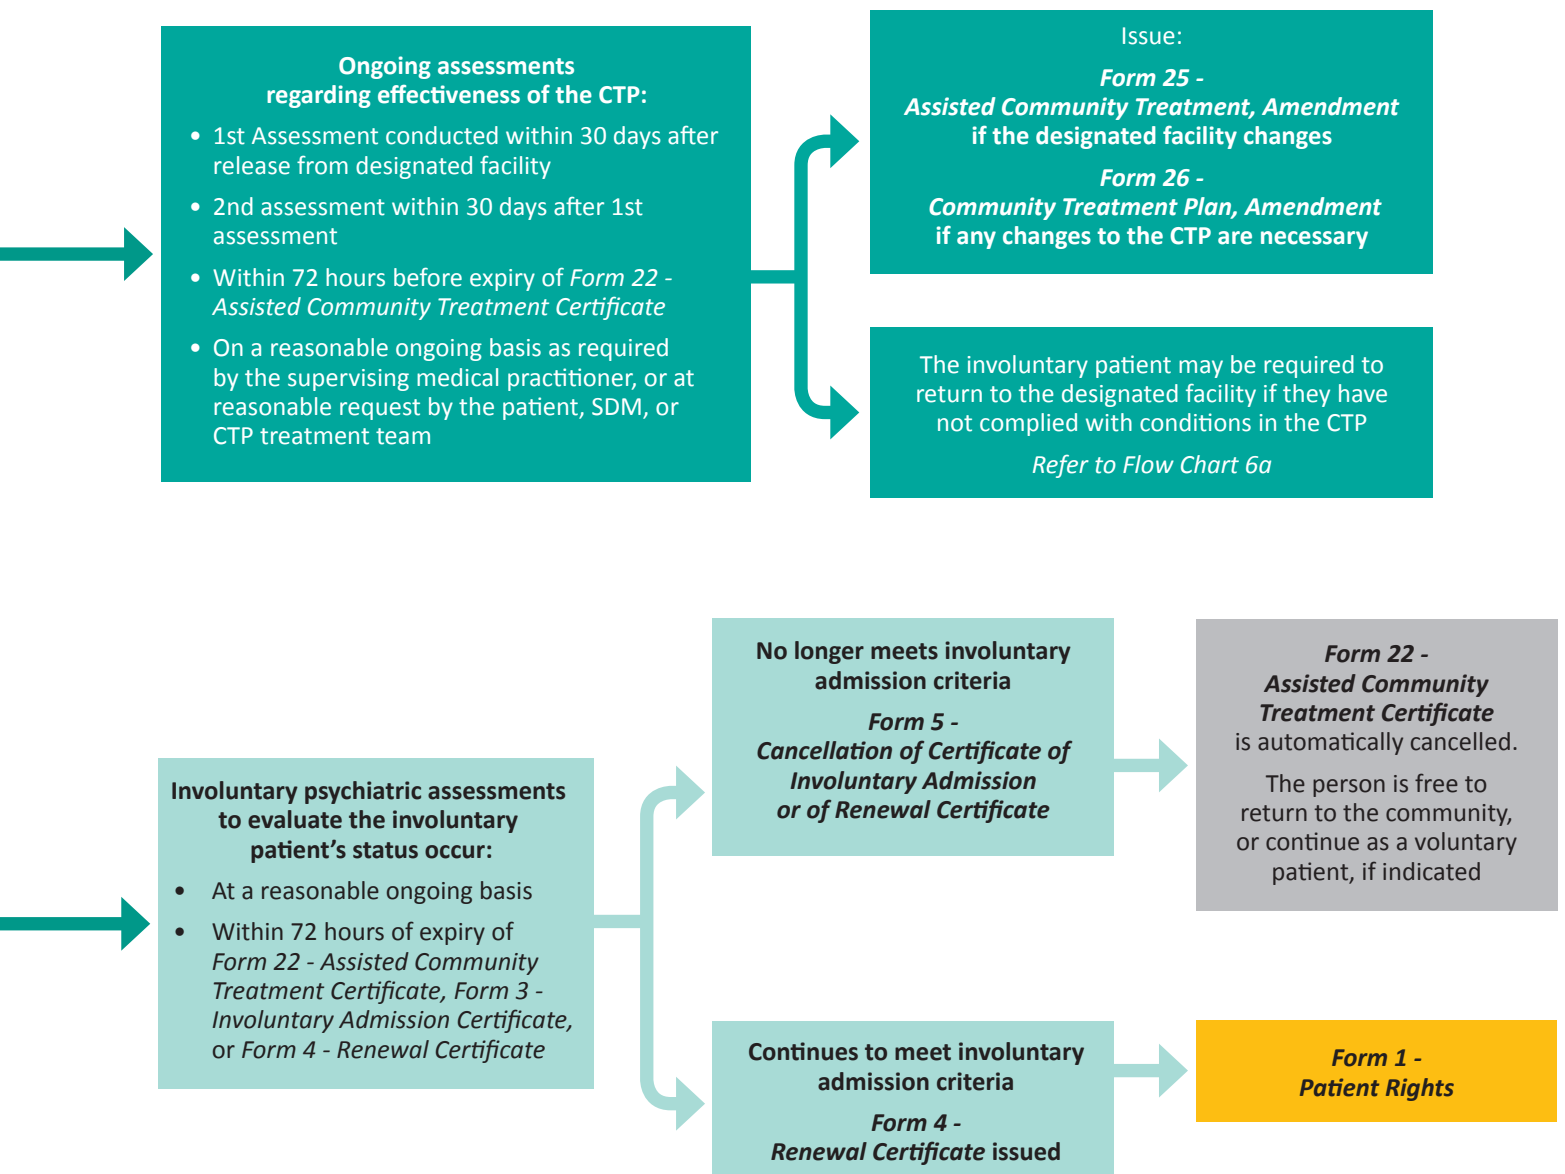 Ongoing assessments
regarding effectiveness of the CTP:
• 1st Assessment conducted within 30 days after
release from designated facility
• 2nd assessment within 30 days after 1st
assessment
• Within 72 hours before expiry of Form 22 -
Assisted Community Treatment Certificate
• On a reasonable ongoing basis as required
by the supervising medical practitioner, or at
reasonable request by the patient, SDM, or
CTP treatment team
Issue:
Form 25 -
Assisted Community Treatment, Amendment
if the designated facility changes
Form 26 -
Community Treatment Plan, Amendment
if any changes to the CTP are necessary
The involuntary patient may be required to
return to the designated facility if they have
not complied with conditions in the CTP
Refer to Flow Chart 6a
Involuntary psychiatric assessments
to evaluate the involuntary
patient's status occur:
• At a reasonable ongoing basis
• Within 72 hours of expiry of
Form 22 - Assisted Community
Treatment Certificate, Form 3 -
Involuntary Admission Certificate,
or Form 4 - Renewal Certificate
No longer meets involuntary
admission criteria
Form 5 -
Cancellation of Certificate of
Involuntary Admission
or of Renewal Certificate
Form 22 -
Assisted Community
Treatment Certificate
is automatically cancelled.
The person is free to
return to the community,
or continue as a voluntary
patient, if indicated
Continues to meet involuntary
admission criteria
Form 4 -
Renewal Certificate issued
Form 1 -
Patient Rights